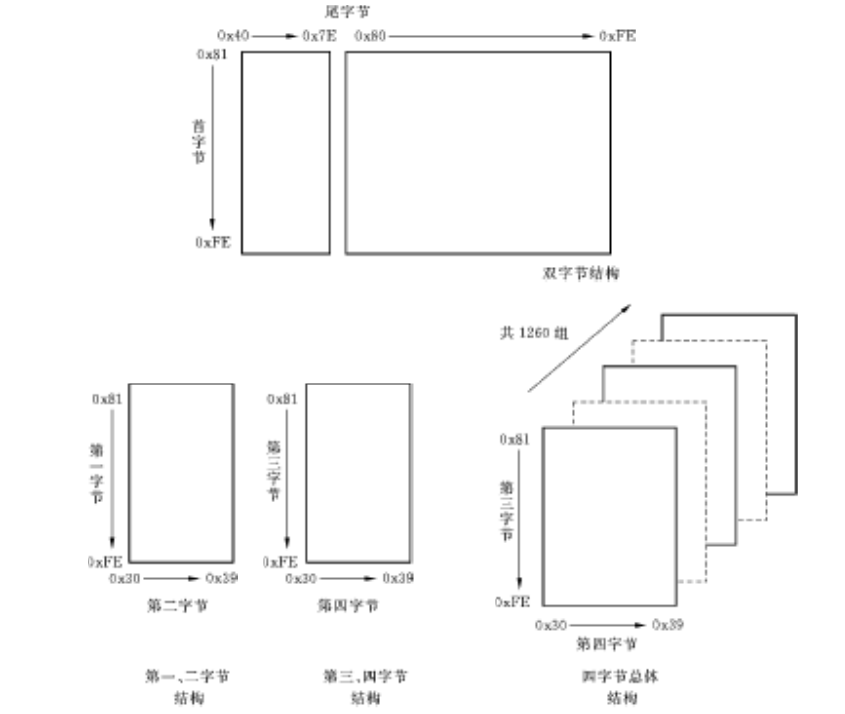 尾字节
0x40 0x7E 0x80 0xFE
0x81
首字节
0xFE
双字节结构
共 1260 组
0x81
第一字节
0xFE
0x30 0x39
第二字节
第一、二字节
结构
0x81
第三字节
0xFE
0x30 0x39
第四字节
第三、四字节
结构
0x81
第三字节
0xFE
0x30 0x39
第四字节
四字节总体
结构